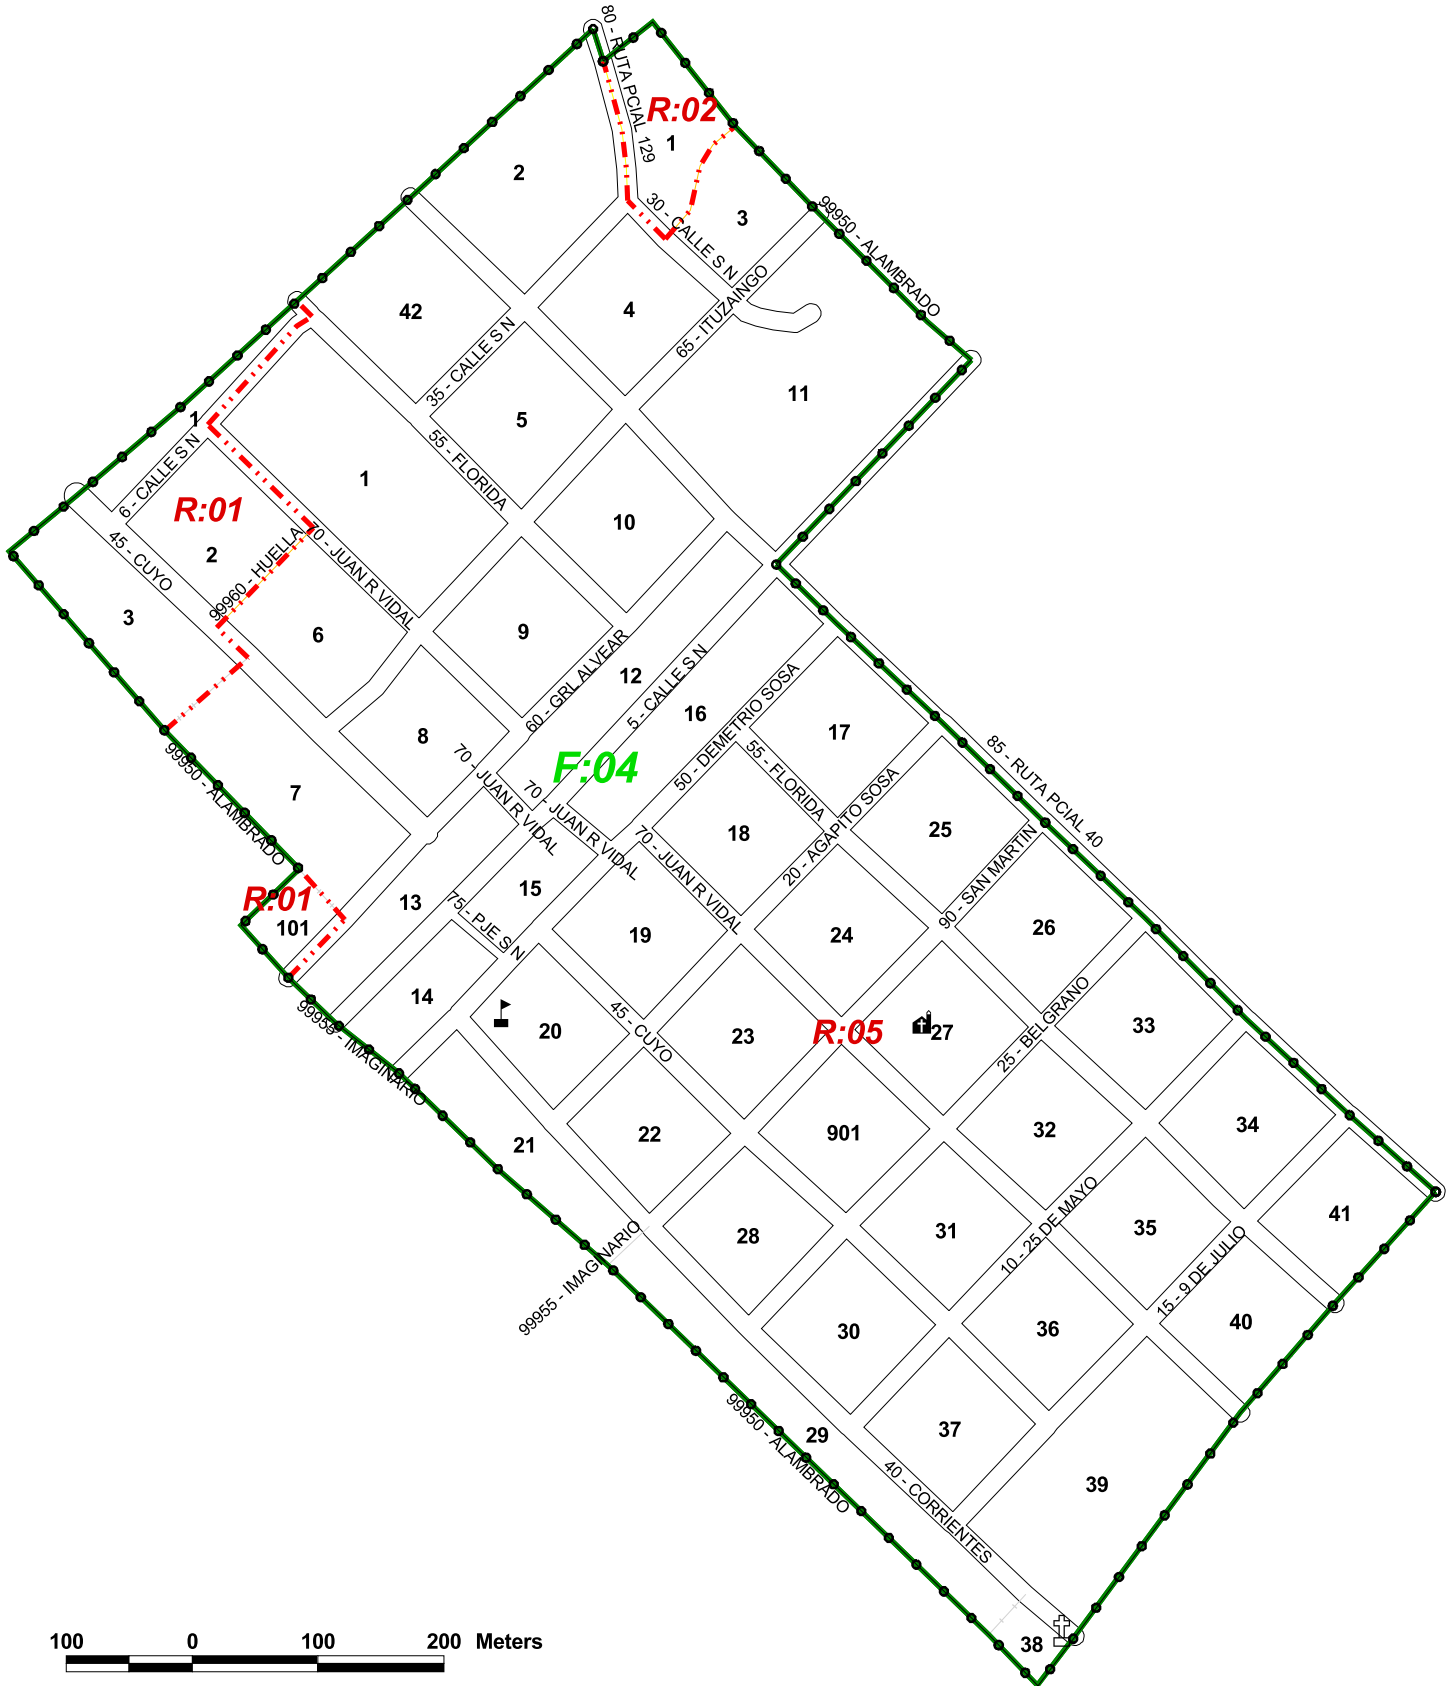 80 - RUTA PCIAL 129
R:02
1
2
30 - CALLE S N
3
99950 - ALAMBRADO
42
4
65 - ITUZAINGO
35 - CALLE S N
11
1
5
6 - CALLE S N
55 - FLORIDA
1
R:01
10
2
45 - CUYO
99960 - HUELLA
70 - JUAN R VIDAL
3
6
9
12
60 - GRL ALVEAR
5 - CALLE S N
16
50 - DEMETRIO SOSA
17
8
F:04
55 - FLORIDA
85 - RUTA PCIAL 40
99950 - ALAMBRADO
7
70 - JUAN R VIDAL
70 - JUAN R VIDAL
70 - JUAN R VIDAL
18
20 - AGAPITO SOSA
25
90 - SAN MARTIN
R:01
101
13
15
75 - PJE S N
19
24
26
14
20
99955 - IMAGINARIO
45 - CUYO
23
R:05
27
25 - BELGRANO
33
21
22
901
32
34
99955 - IMAGINARIO
28
31
10 - 25 DE MAYO
35
41
15 - 9 DE JULIO
30
36
40
99950 - ALAMBRADO
29
37
40 - CORRIENTES
39
38
100 0 100 200 Meters